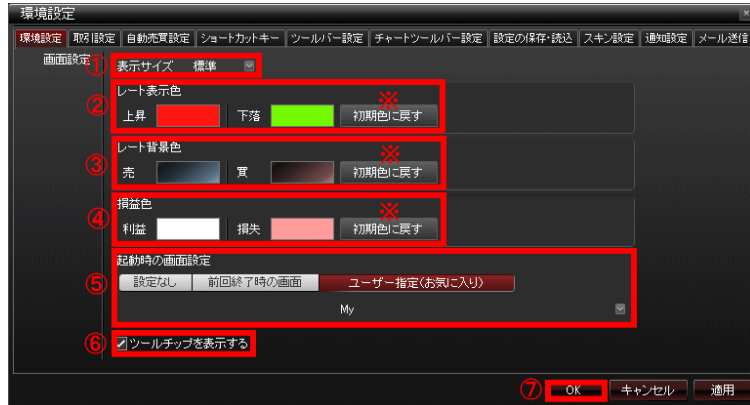 環境設定
環境設定 取引設定 自動売買設定 ショートカットキー ツールバー設定 チャートツールバー設定 設定の保存・読込 スキン設定 通知設定 メール送信
画面設定
① 表示サイズ 標準
レート表示色
② 上昇 下落 ※ 初期色に戻す
レート背景色
③ 売 買 ※ 初期色に戻す
損益色
④ 利益 損失 ※ 初期色に戻す
起動時の画面設定
⑤ 設定なし 前回終了時の画面 ユーザー指定(お気に入り)
My
⑥ ツールチップを表示する
⑦ OK キャンセル 適用